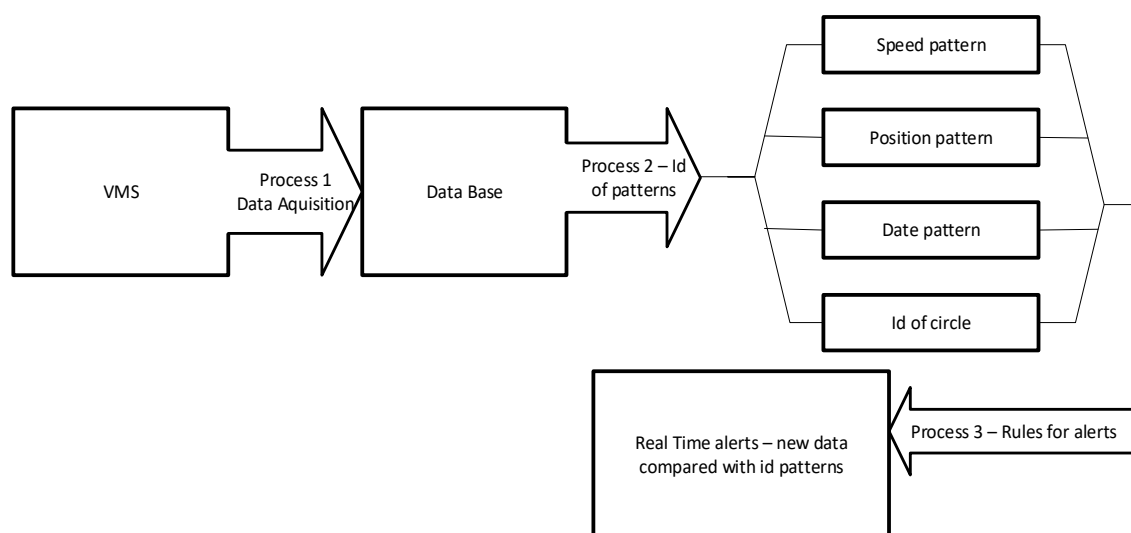 VMS
Process 1
Data Aquisition
Data Base
Process 2 – Id
of patterns
Speed pattern
Position pattern
Date pattern
Id of circle
Process 3 – Rules for alerts
Real Time alerts – new data
compared with id patterns